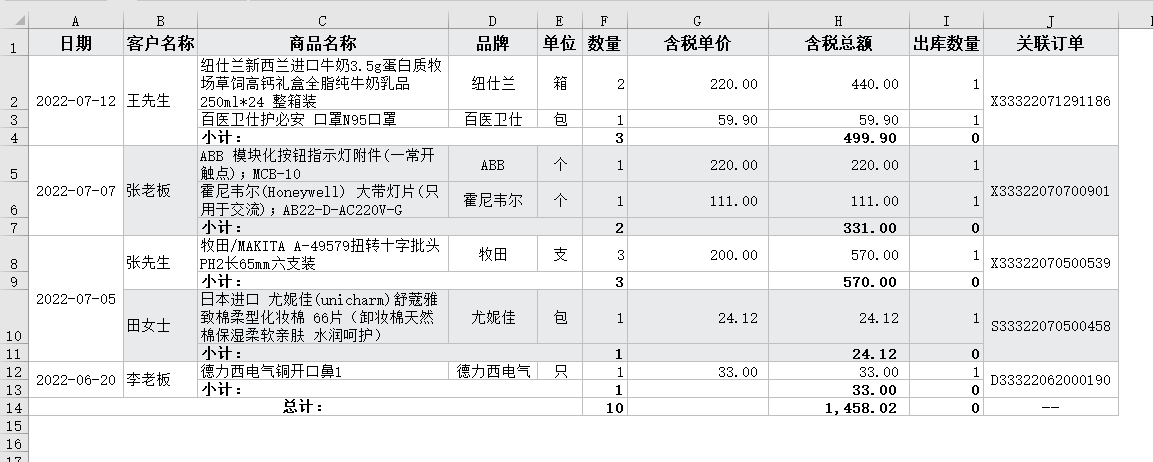 A B C D E F G H I J
1 日期 客户名称 商品名称 品牌 单位 数量 含税单价 含税总额 出库数量 关联订单
2 2022-07-12 王先生 纽仕兰新西兰进口牛奶3.5g蛋白质牧
场草饲高钙礼盒全脂纯牛奶乳品
250ml*24 整箱装 纽仕兰 箱 2 220.00 440.00 1 X33322071291186
3 百医卫仕护必安 口罩N95口罩 百医卫仕 包 1 59.90 59.90 1
4 小计: 3 499.90 0
5 2022-07-07 张老板 ABB 模块化按钮指示灯附件(一常开
触点);MCB-10 ABB 个 1 220.00 220.00 1 X33322070700901
6 霍尼韦尔(Honeywell) 大带灯片(只
用于交流);AB22-D-AC220V-G 霍尼韦尔 个 1 111.00 111.00 1
7 小计: 2 331.00 0
8 2022-07-05 张先生 牧田/MAKITA A-49579扭转十字批头
PH2长65mm六支装 牧田 支 3 200.00 570.00 1 X33322070500539
9 小计: 3 570.00 0
10 田女士 日本进口 尤妮佳(unicharm)舒蔻雅
致棉柔型化妆棉 66片（卸妆棉天然
棉保湿柔软亲肤 水润呵护） 尤妮佳 包 1 24.12 24.12 1 S33322070500458
11 小计: 1 24.12 0
12 2022-06-20 李老板 德力西电气铜开口鼻1 德力西电气 只 1 33.00 33.00 1 D33322062000190
13 小计: 1 33.00 0
14 总计: 10 1,458.02 0 --
15
16
17